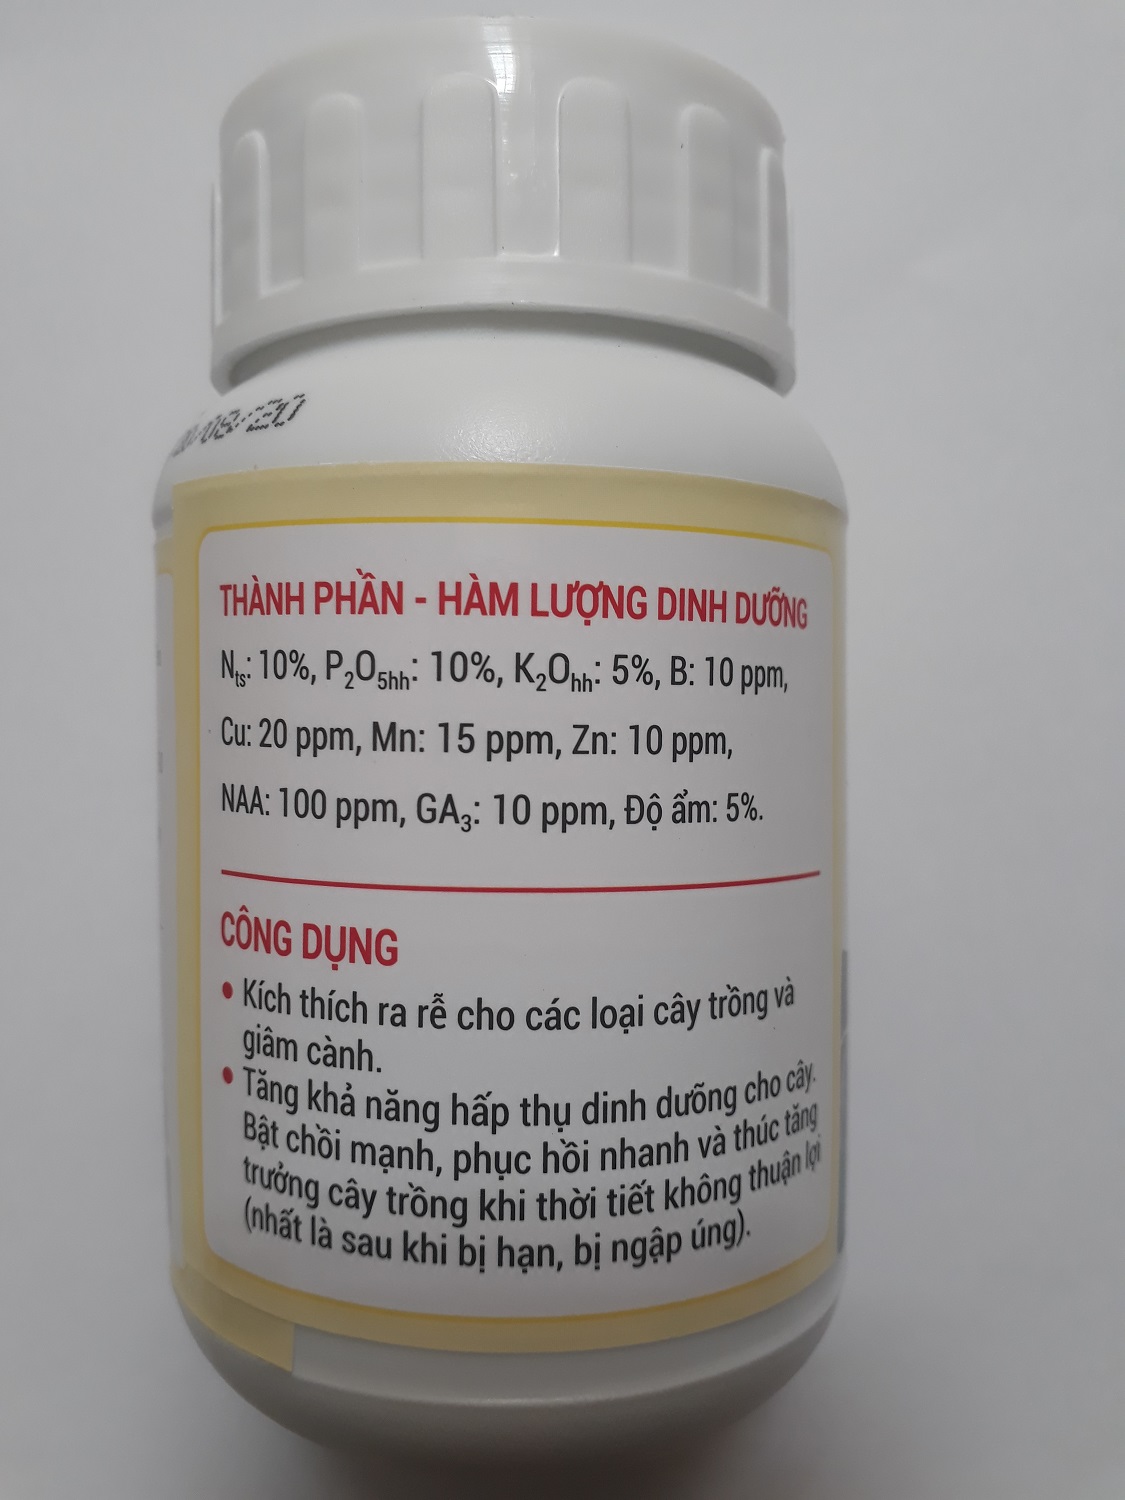 /08/20
THÀNH PHẦN - HÀM LƯỢNG DINH DƯỠNG
Nts: 10%, P2O5hh: 10%, K2Ohh: 5%, B: 10 ppm,
Cu: 20 ppm, Mn: 15 ppm, Zn: 10 ppm,
NAA: 100 ppm, GA3: 10 ppm, Độ ẩm: 5%.
CÔNG DỤNG
• Kích thích ra rễ cho các loại cây trồng và
giâm cành.
• Tăng khả năng hấp thụ dinh dưỡng cho cây.
Bật chồi mạnh, phục hồi nhanh và thúc tăng
trưởng cây trồng khi thời tiết không thuận lợi
(nhất là sau khi bị hạn, bị ngập úng).